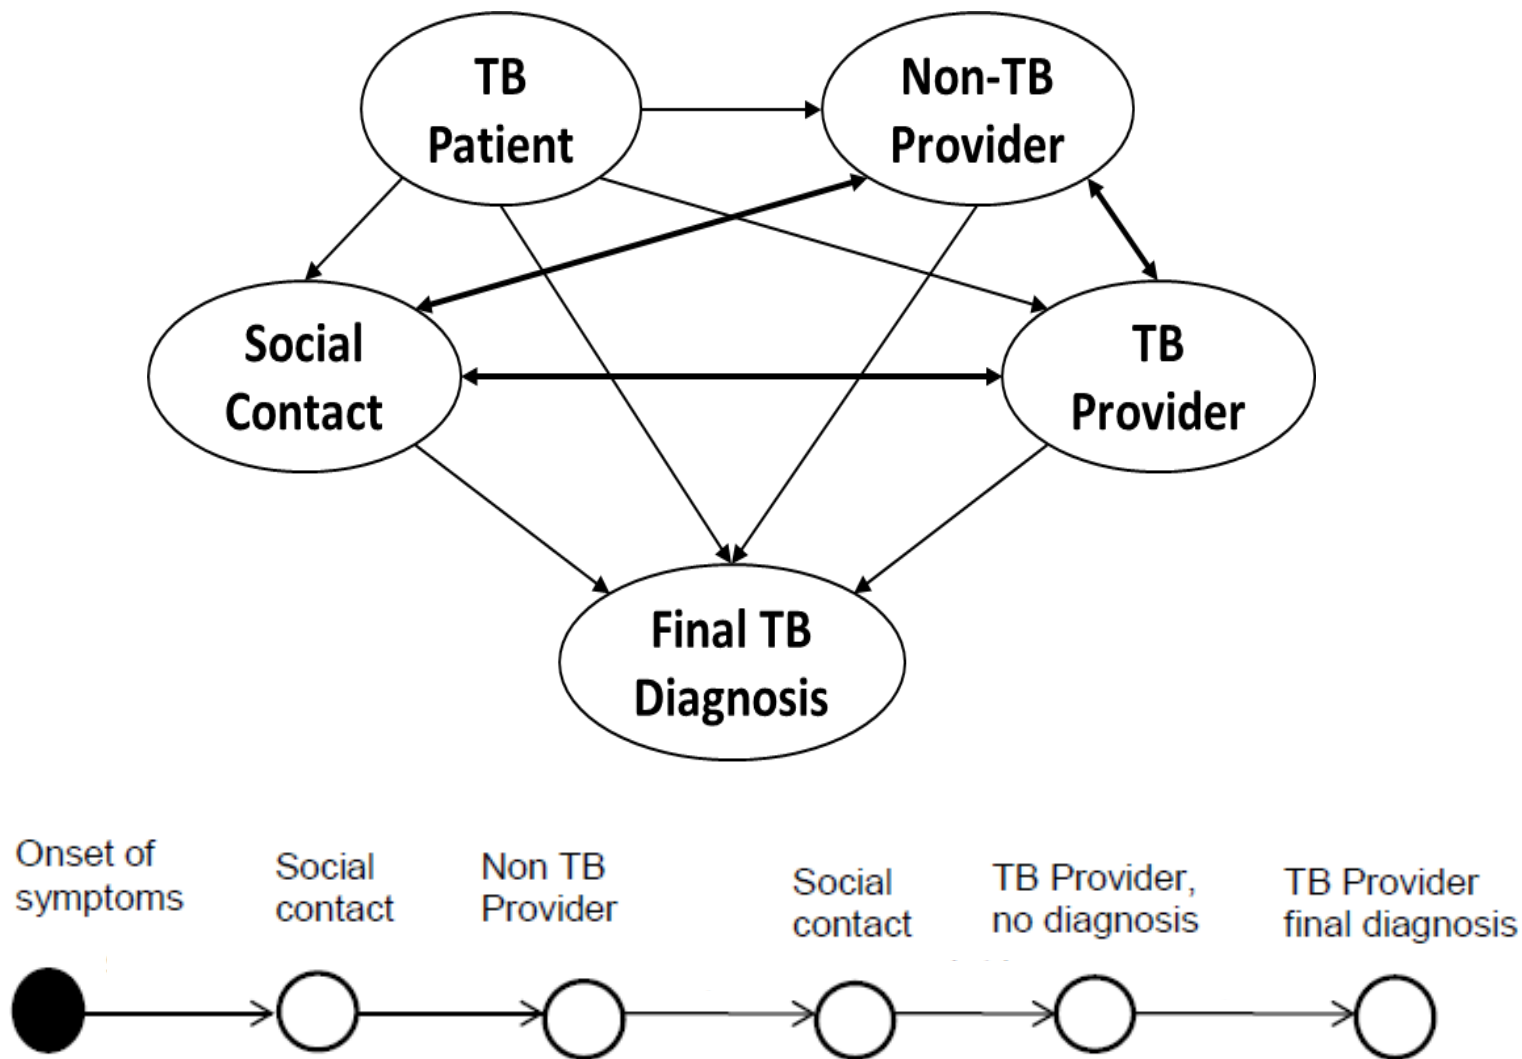 TB
Patient
Non-TB
Provider
Social
Contact
TB
Provider
Final TB
Diagnosis
Onset of
symptoms
Social
contact
Non TB
Provider
Social
contact
TB Provider,
no diagnosis
TB Provider
final diagnosis